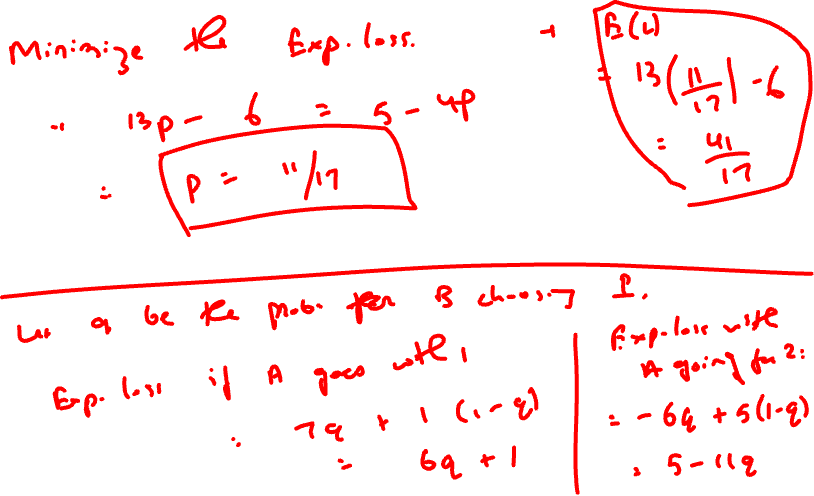 Minimize the Exp. loss.
∴ 13p - 6 = 5 - 4p
∴ p = 11/17
+ E(L)
= 13(11/17) - 6
= 41/17
Let q be the prob. for B choosing 1.
Exp. loss if A goes with 1
= 7q + 1 (1-q)
= 6q + 1
Exp. loss with
A going for 2:
= -6q + 5(1-q)
= 5 - 11q